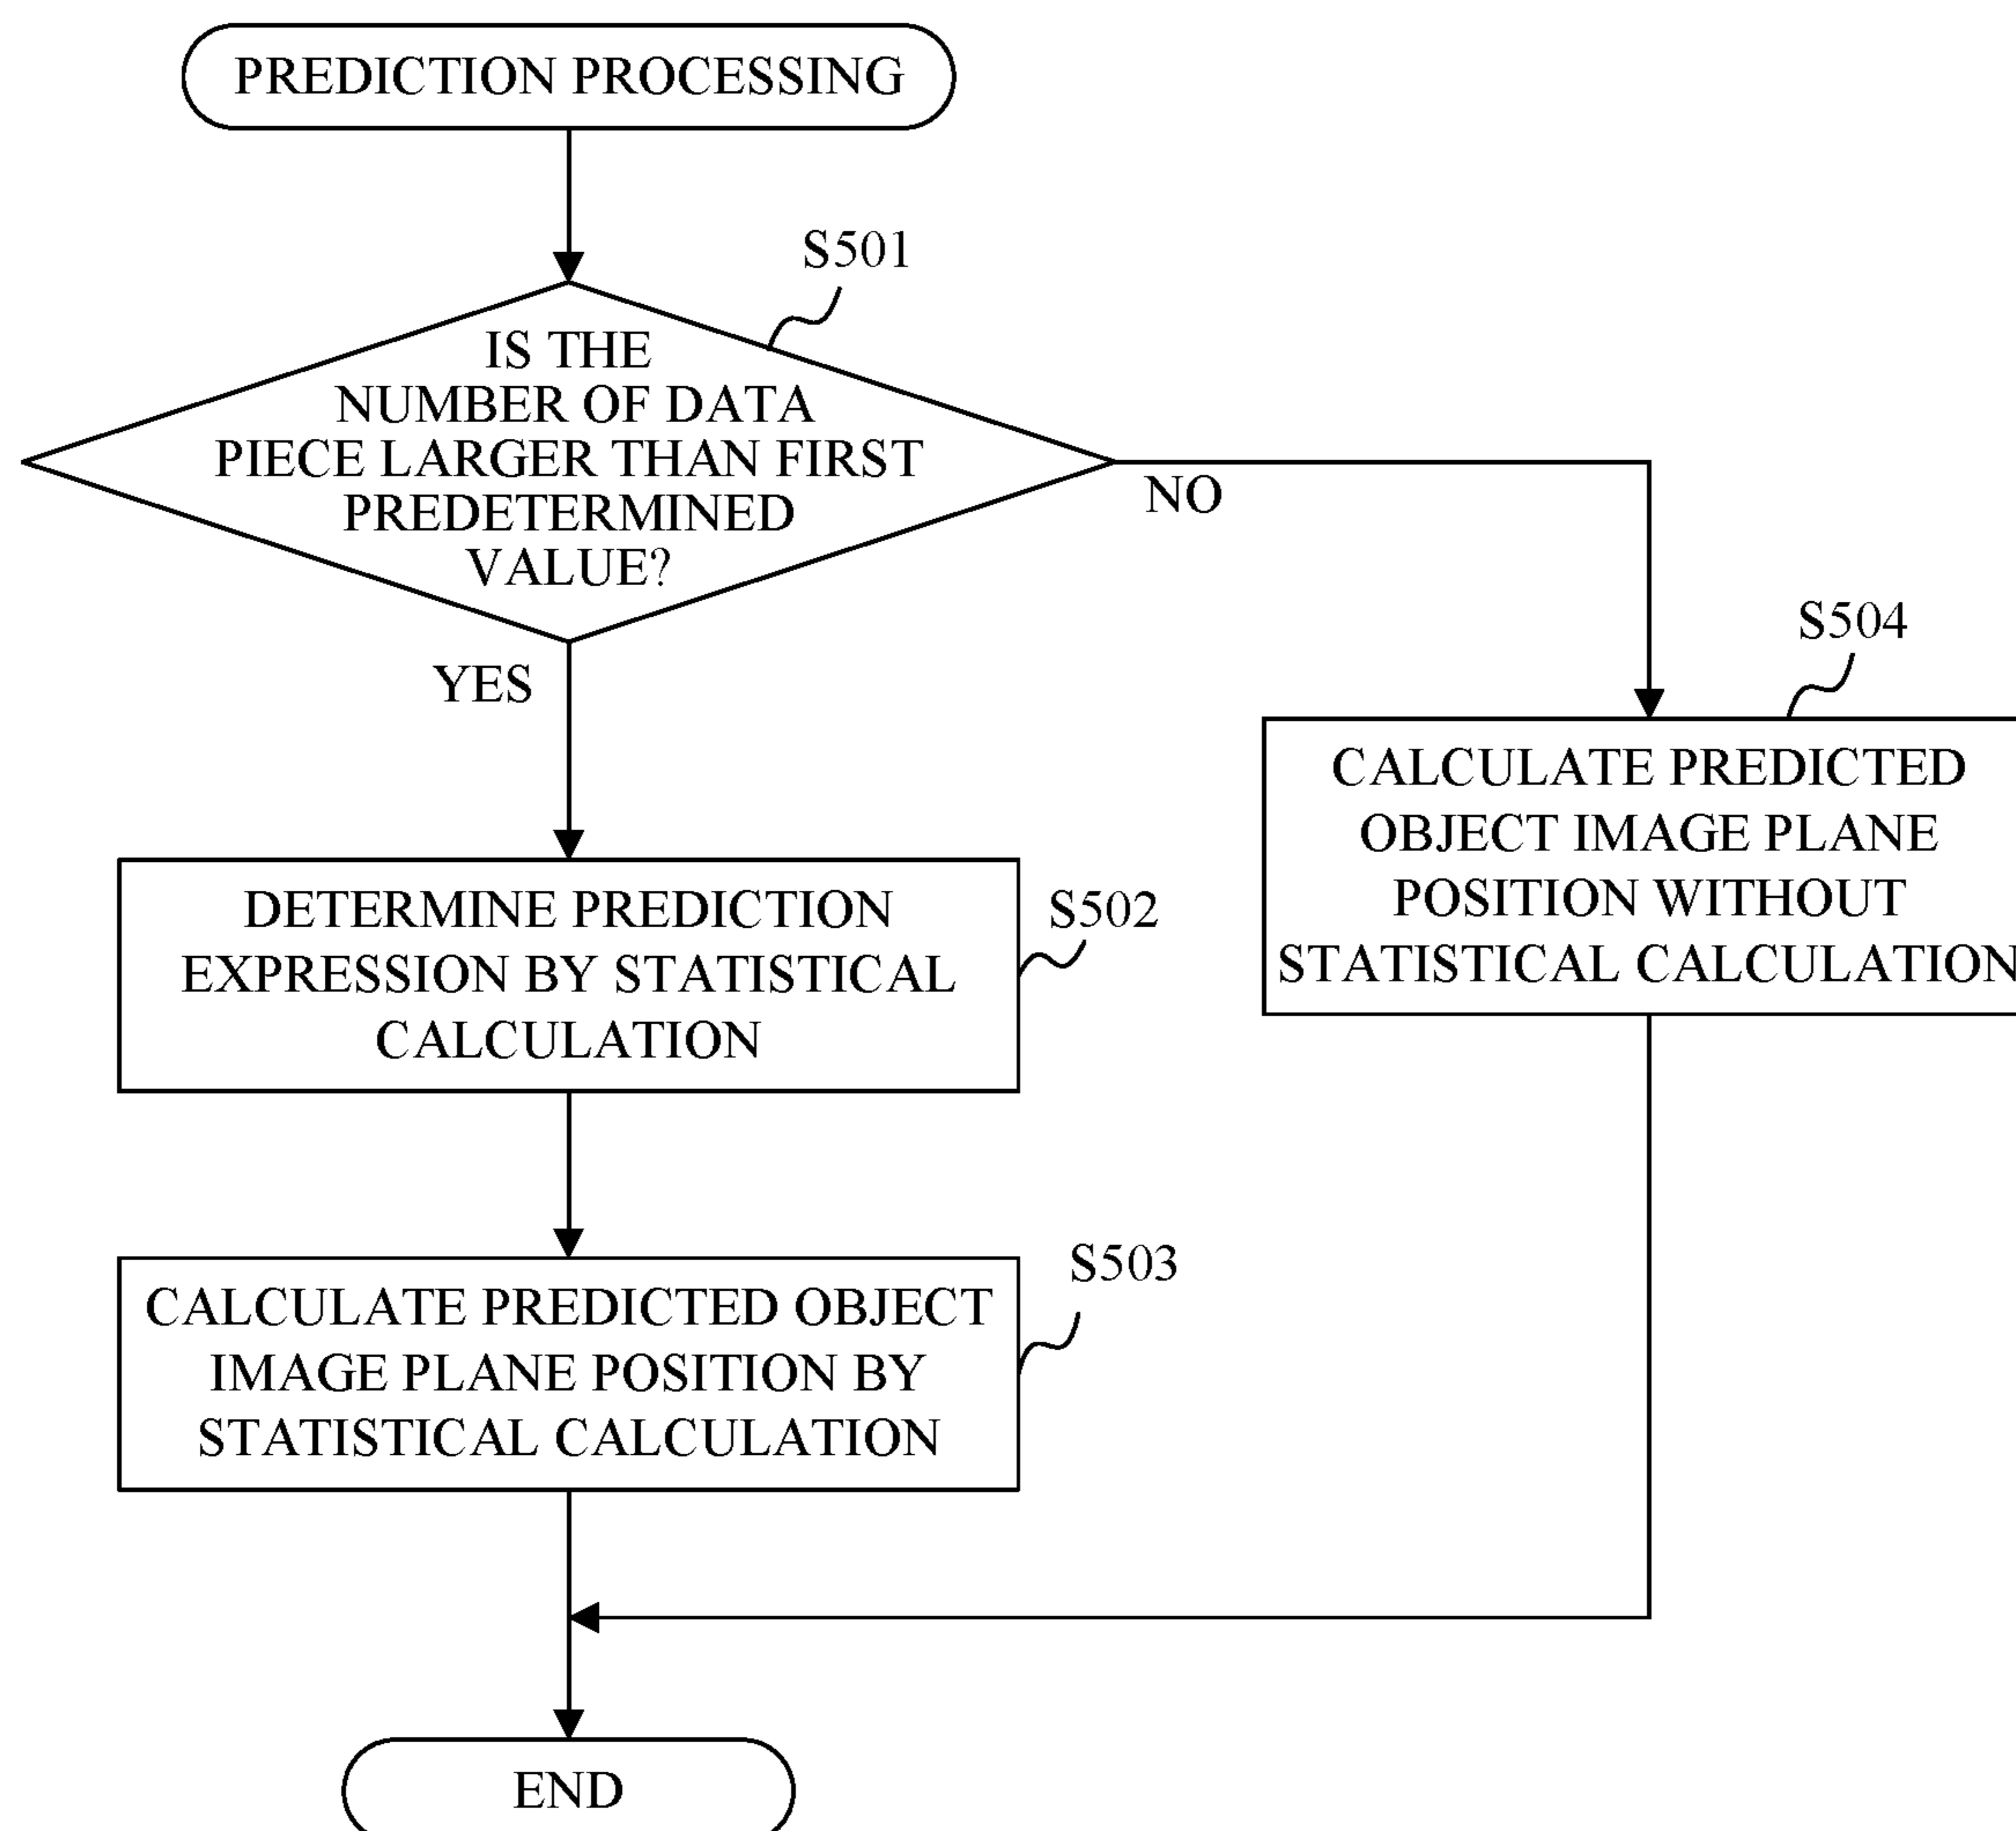 PREDICTION PROCESSING
S501
IS THE
NUMBER OF DATA
PIECE LARGER THAN FIRST
PREDETERMINED
VALUE?
NO
YES
S504
CALCULATE PREDICTED
OBJECT IMAGE PLANE
POSITION WITHOUT
STATISTICAL CALCULATION
DETERMINE PREDICTION
EXPRESSION BY STATISTICAL
CALCULATION
S502
CALCULATE PREDICTED OBJECT
IMAGE PLANE POSITION BY
STATISTICAL CALCULATION
S503
END